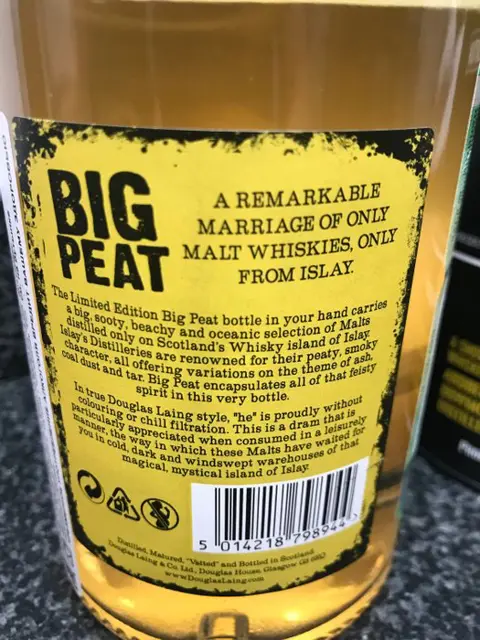 BIG
PEAT
A REMARKABLE
MARRIAGE OF ONLY
MALT WHISKIES, ONLY
FROM ISLAY.
The Limited Edition Big Peat bottle in your hand carries
a big, sooty, beachy and oceanic selection of Malts
distilled only on Scotland's Whisky island of Islay.
Islay's Distilleries are renowned for their peaty, smoky
character, all offering variations on the theme of ash,
coal dust and tar. Big Peat encapsulates all of that feisty
spirit in this very bottle.
In true Douglas Laing style, "he" is proudly without
colouring or chill filtration. This is a dram that is
particularly appreciated when consumed in a leisurely
manner, the way in which these Malts have waited for
you in cold, dark and windswept warehouses of that
magical, mystical island of Islay.
5 014218 798944
Distilled, Matured, "Vatted" and Bottled in Scotland
Douglas Laing & Co Ltd., Douglas House, Glasgow G3
www.DouglasLaing.com